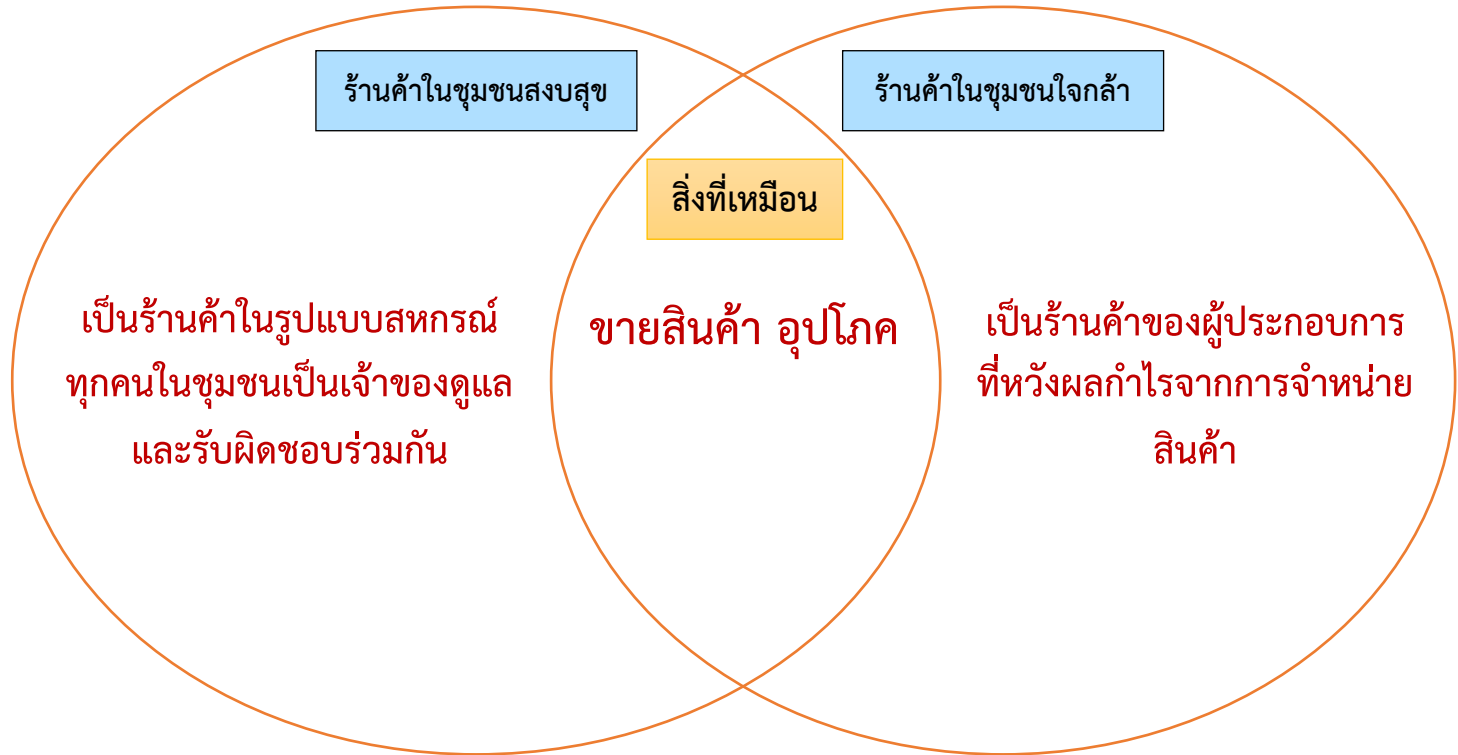 ร้านค้าในชุมชนสงบสุข
ร้านค้าในชุมชนใจกล้า
สิ่งที่เหมือน
เป็นร้านค้าในรูปแบบสหกรณ์
ทุกคนในชุมชนเป็นเจ้าของดูแล
และรับผิดชอบร่วมกัน
ขายสินค้า อุปโภค
เป็นร้านค้าของผู้ประกอบการ
ที่หวังผลกำไรจากการจำหน่าย
สินค้า